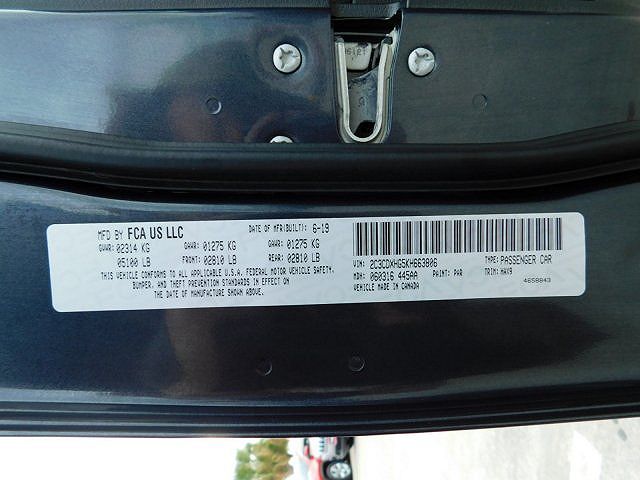 MFD BY FCA US LLC
DATE OF MFR(BUILT): 6-19
GVWR: 02314 KG GAWR: 01275 KG GAWR: 01275 KG
05100 LB FRONT: 02810 LB REAR: 02810 LB
THIS VEHICLE CONFORMS TO ALL APPLICABLE U.S.A. FEDERAL MOTOR VEHICLE SAFETY,
BUMPER, AND THEFT PREVENTION STANDARDS IN EFFECT ON
THE DATE OF MANUFACTURE SHOWN ABOVE.
VIN: 2C3CDXHG5KH663806 TYPE: PASSENGER CAR
MDH: 060316 445AA PAINT: PAR TRIM: HAX9
VEHICLE MADE IN CANADA 4658843